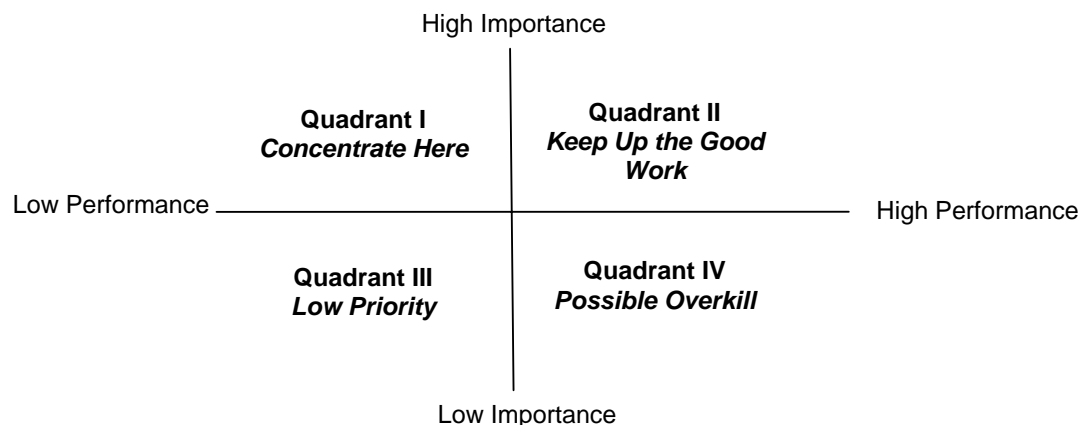 High Importance
Quadrant I
Concentrate Here
Quadrant II
Keep Up the Good
Work
Low Performance
High Performance
Quadrant III
Low Priority
Quadrant IV
Possible Overkill
Low Importance